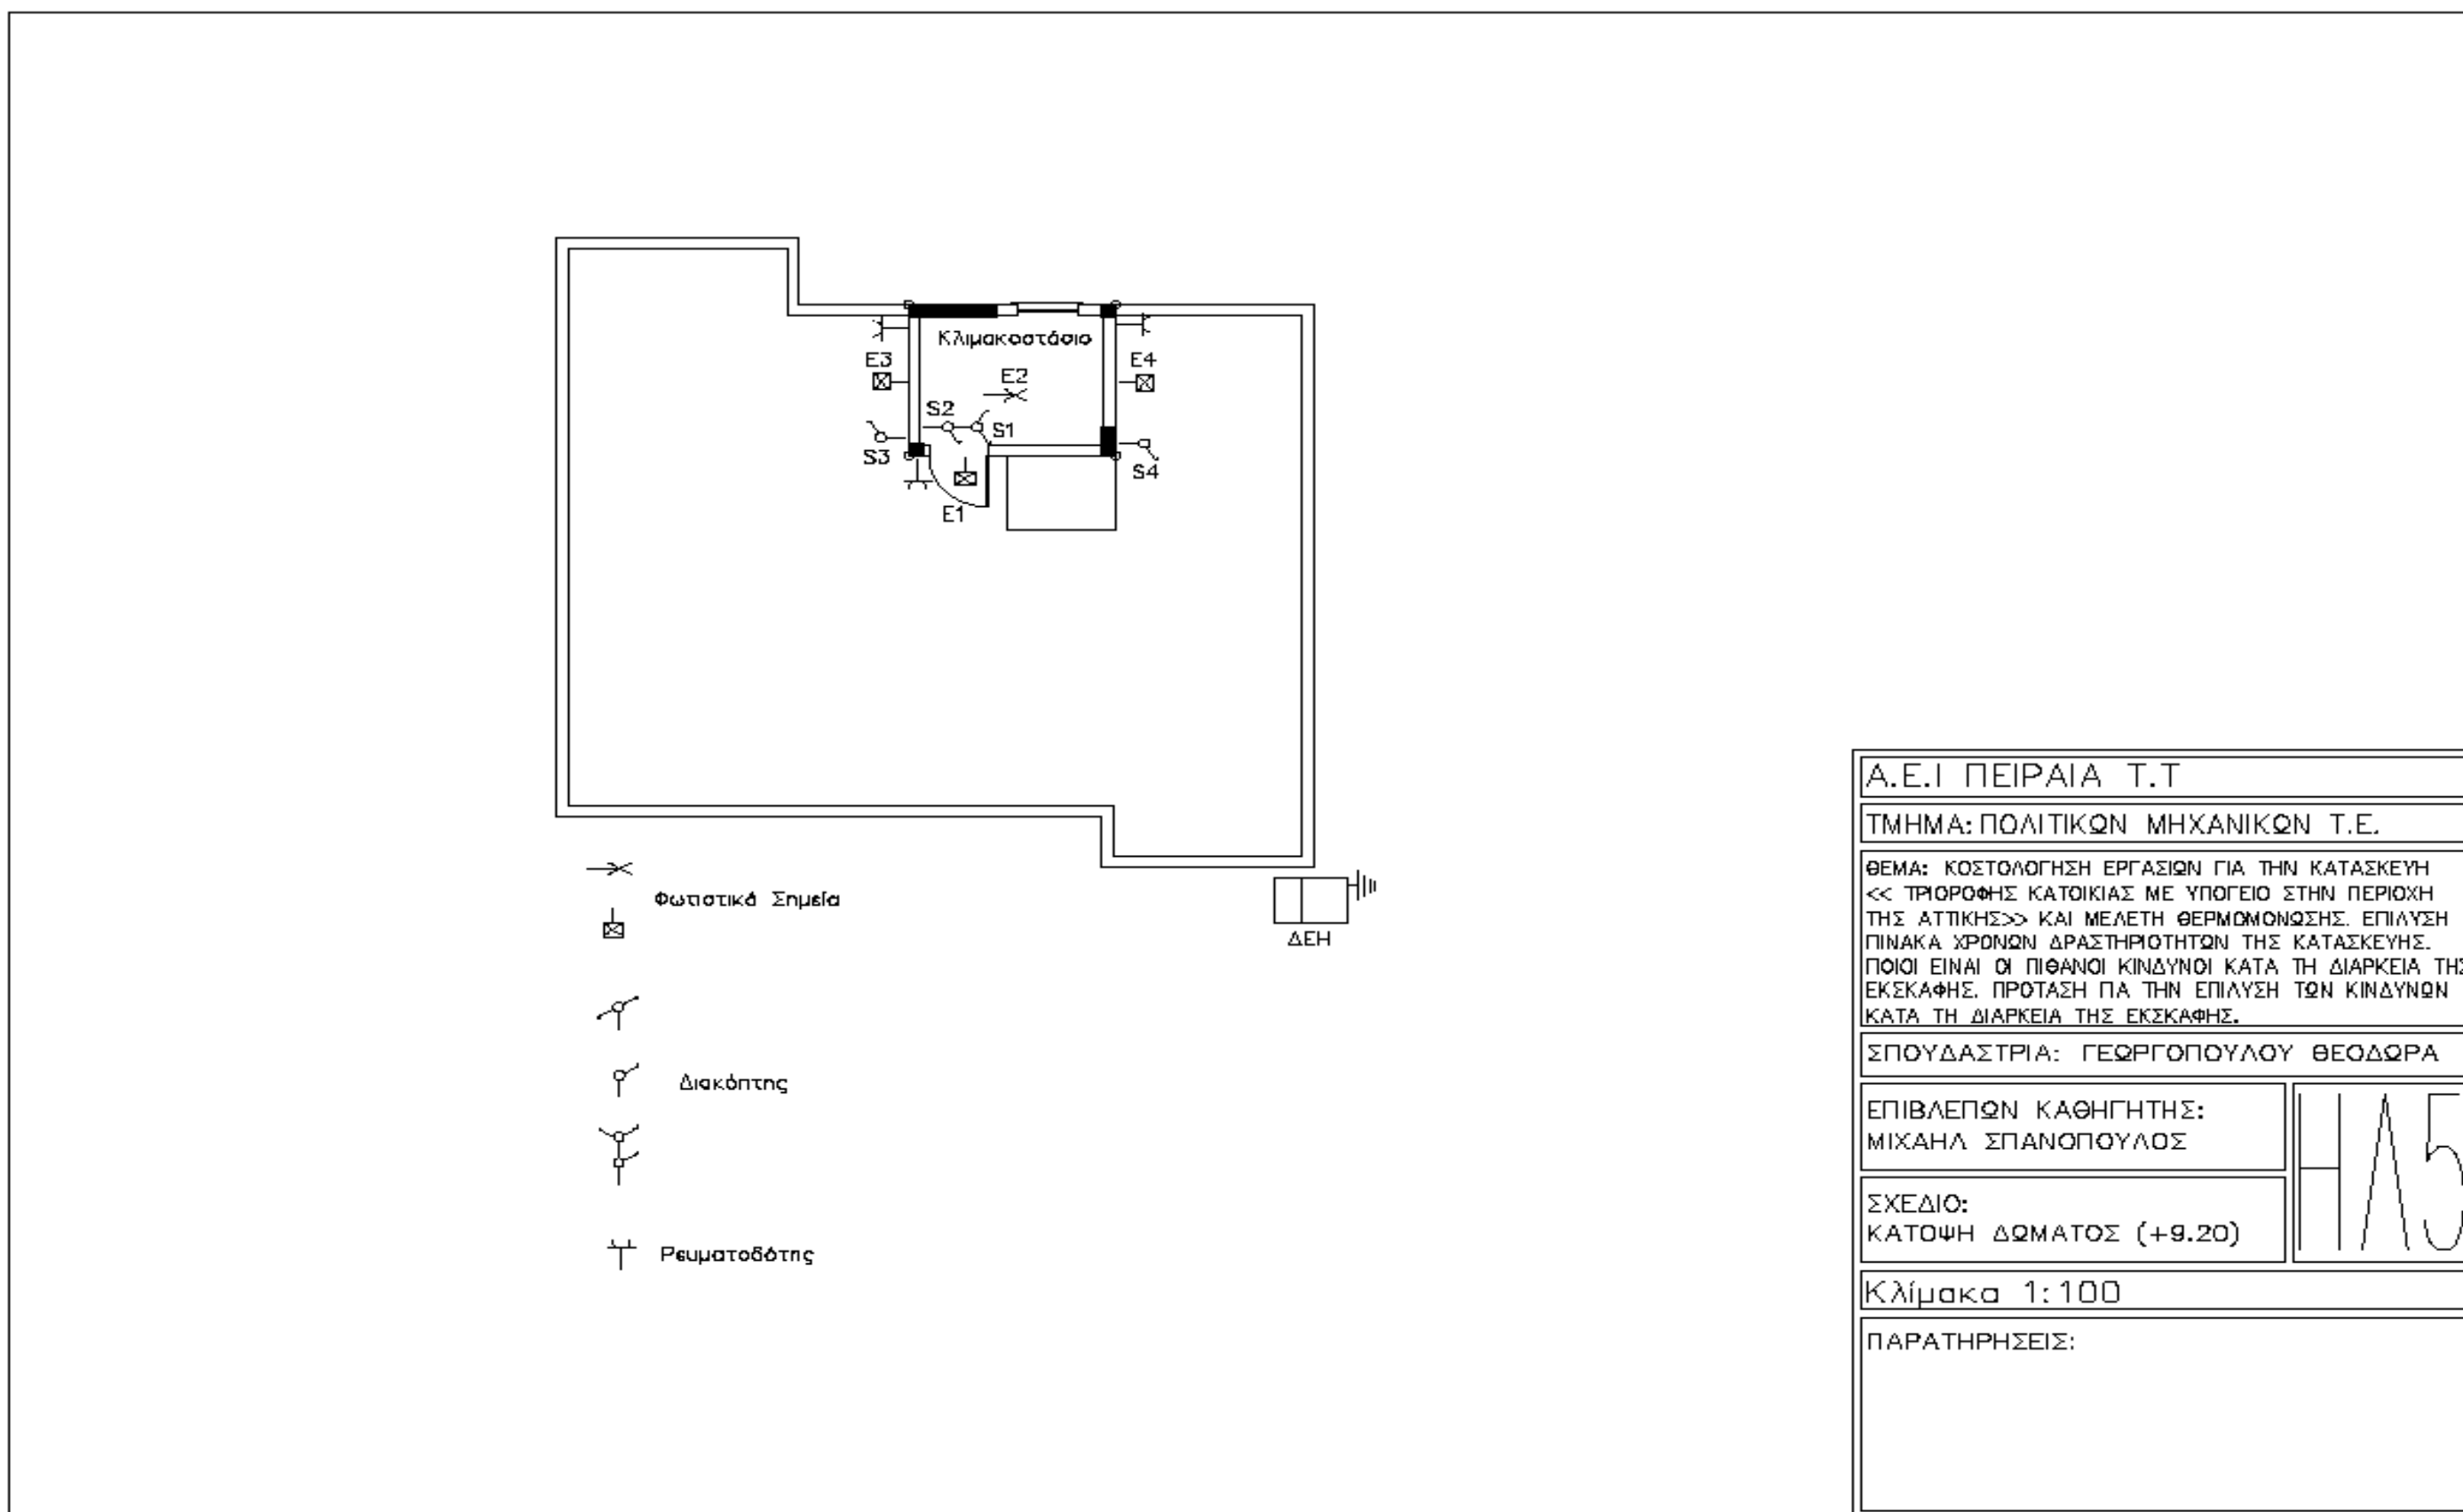 Κλιμακοστάσιο
E3
E4
E2
S2
S1
S3
S4
E1
Φωτιστικά Σημεία
ΔΕΗ
Διακόπτης
Ρευματοδότης
Α.Ε.Ι ΠΕΙΡΑΙΑ Τ.Τ
ΤΜΗΜΑ: ΠΟΛΙΤΙΚΩΝ ΜΗΧΑΝΙΚΩΝ Τ.Ε.
ΘΕΜΑ: ΚΟΣΤΟΛΟΓΗΣΗ ΕΡΓΑΣΙΩΝ ΓΙΑ ΤΗΝ ΚΑΤΑΣΚΕΥΗ
<< ΤΡΙΟΡΟΦΗΣ ΚΑΤΟΙΚΙΑΣ ΜΕ ΥΠΟΓΕΙΟ ΣΤΗΝ ΠΕΡΙΟΧΗ
ΤΗΣ ΑΤΤΙΚΗΣ>> ΚΑΙ ΜΕΛΕΤΗ ΘΕΡΜΟΜΟΝΩΣΗΣ. ΕΠΙΛΥΣΗ
ΠΙΝΑΚΑ ΧΡΟΝΩΝ ΔΡΑΣΤΗΡΙΟΤΗΤΩΝ ΤΗΣ ΚΑΤΑΣΚΕΥΗΣ.
ΠΟΙΟΙ ΕΙΝΑΙ ΟΙ ΠΙΘΑΝΟΙ ΚΙΝΔΥΝΟΙ ΚΑΤΑ ΤΗ ΔΙΑΡΚΕΙΑ ΤΗΣ
ΕΚΣΚΑΦΗΣ. ΠΡΟΤΑΣΗ ΓΙΑ ΤΗΝ ΕΠΙΛΥΣΗ ΤΩΝ ΚΙΝΔΥΝΩΝ
ΚΑΤΑ ΤΗ ΔΙΑΡΚΕΙΑ ΤΗΣ ΕΚΣΚΑΦΗΣ.
ΣΠΟΥΔΑΣΤΡΙΑ: ΓΕΩΡΓΟΠΟΥΛΟΥ ΘΕΟΔΩΡΑ
ΕΠΙΒΛΕΠΩΝ ΚΑΘΗΓΗΤΗΣ:
ΜΙΧΑΗΛ ΣΠΑΝΟΠΟΥΛΟΣ
ΗΛ5
ΣΧΕΔΙΟ:
ΚΑΤΟΨΗ ΔΩΜΑΤΟΣ (+9.20)
Κλίμακα 1:100
ΠΑΡΑΤΗΡΗΣΕΙΣ: